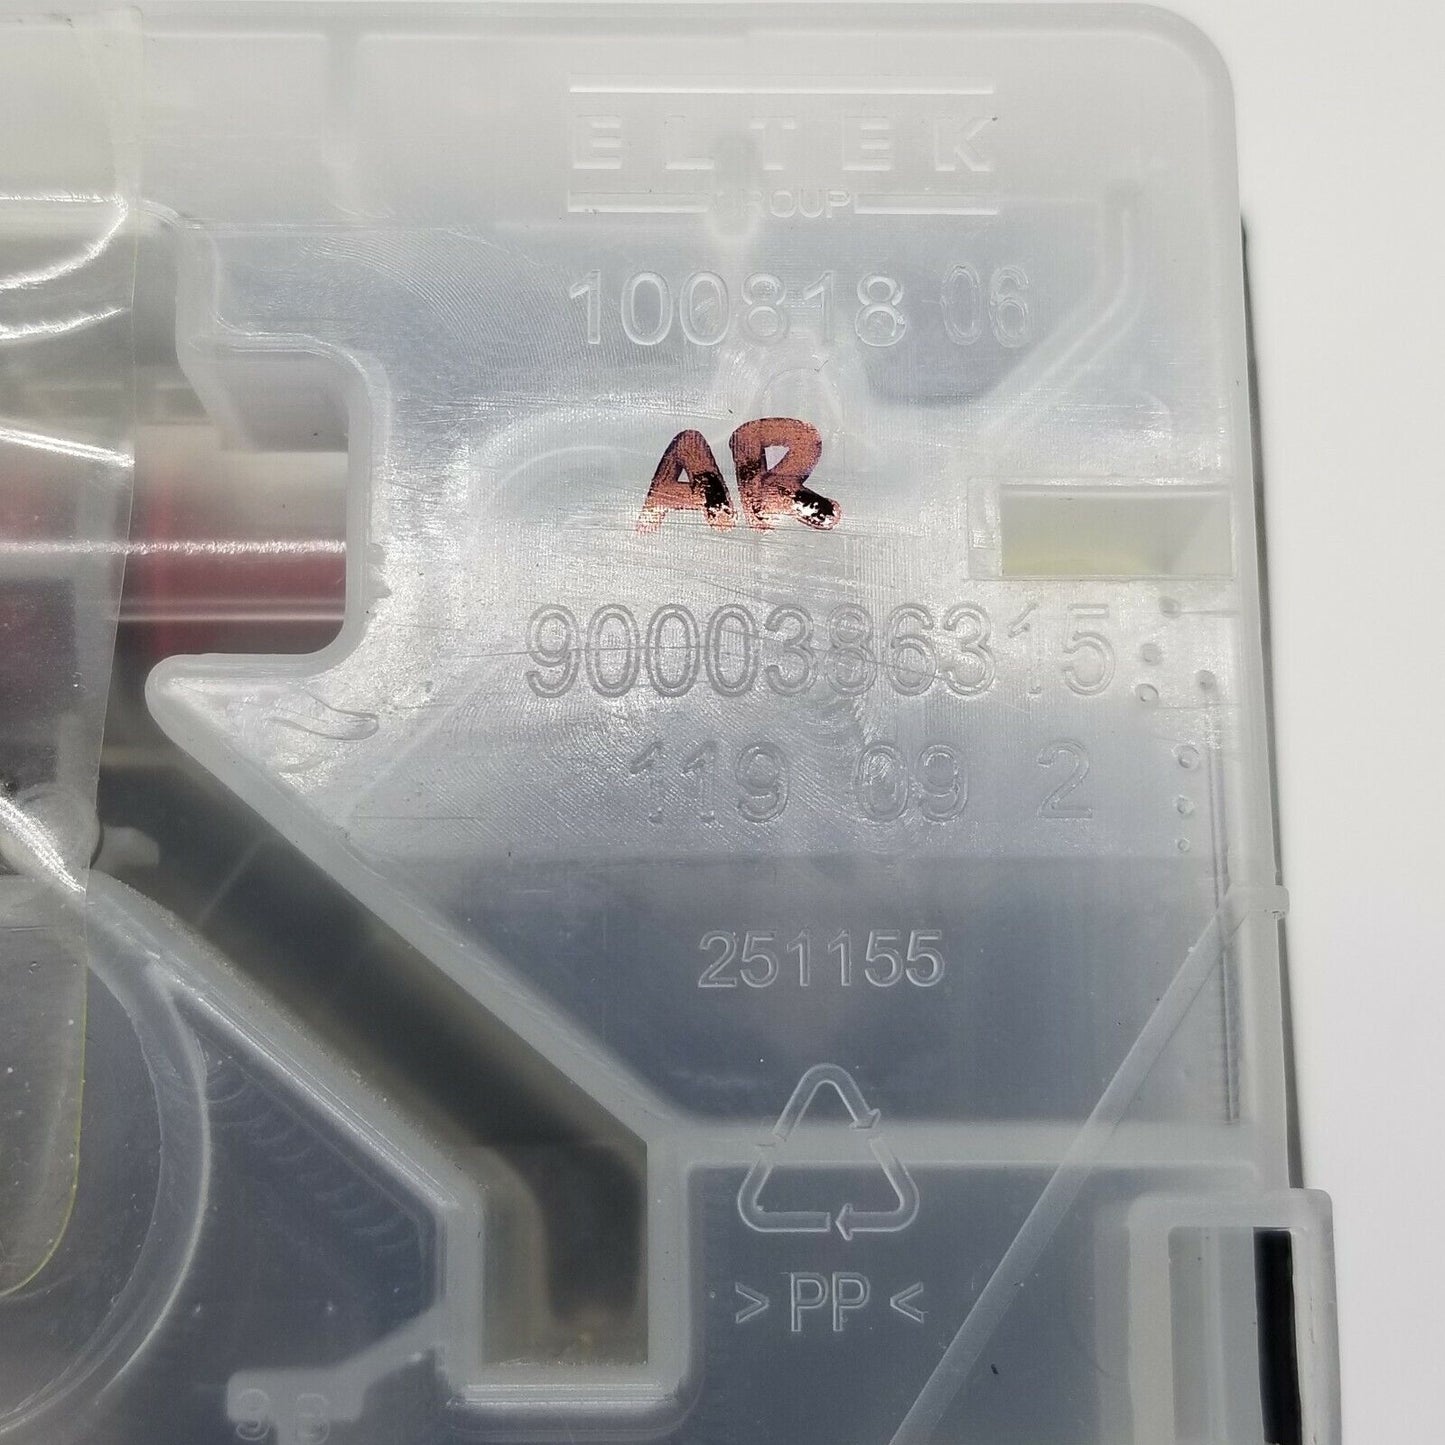 ELTEK
GROUP
100818 06
AR
9000386315
119 09 2
251155
> PP <